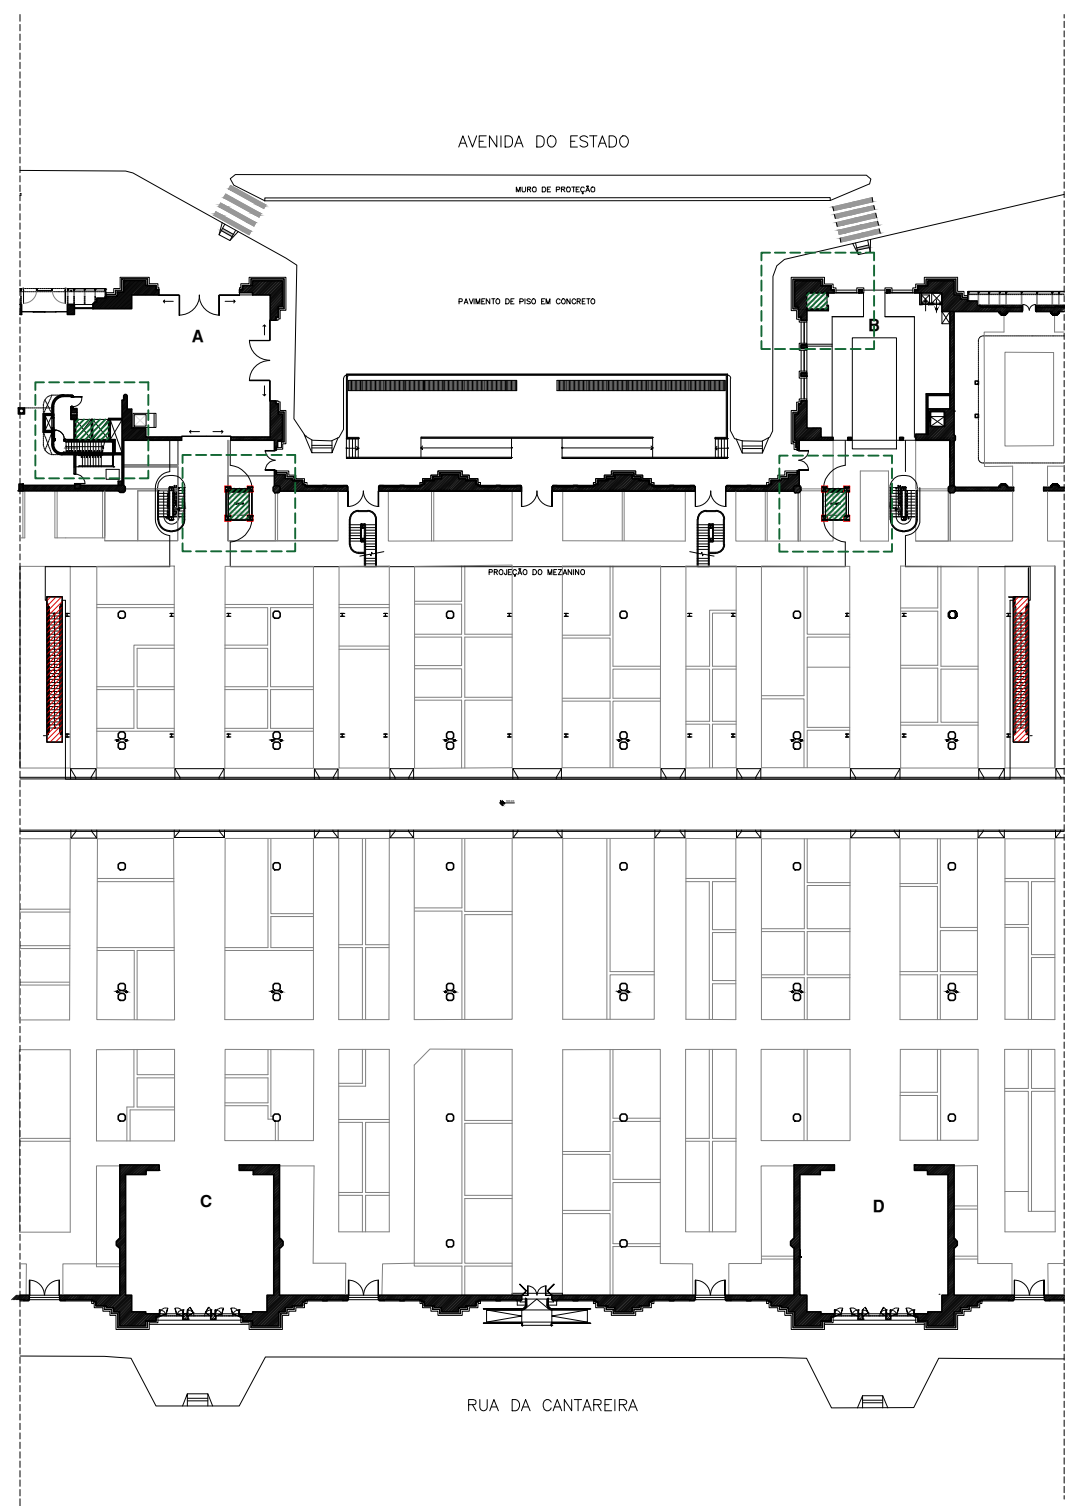 AVENIDA DO ESTADO
MURO DE PROTEÇÃO
PAVIMENTO DE PISO EM CONCRETO
A
B
PROJEÇÃO DO MEZANINO
C
D
RUA DA CANTAREIRA